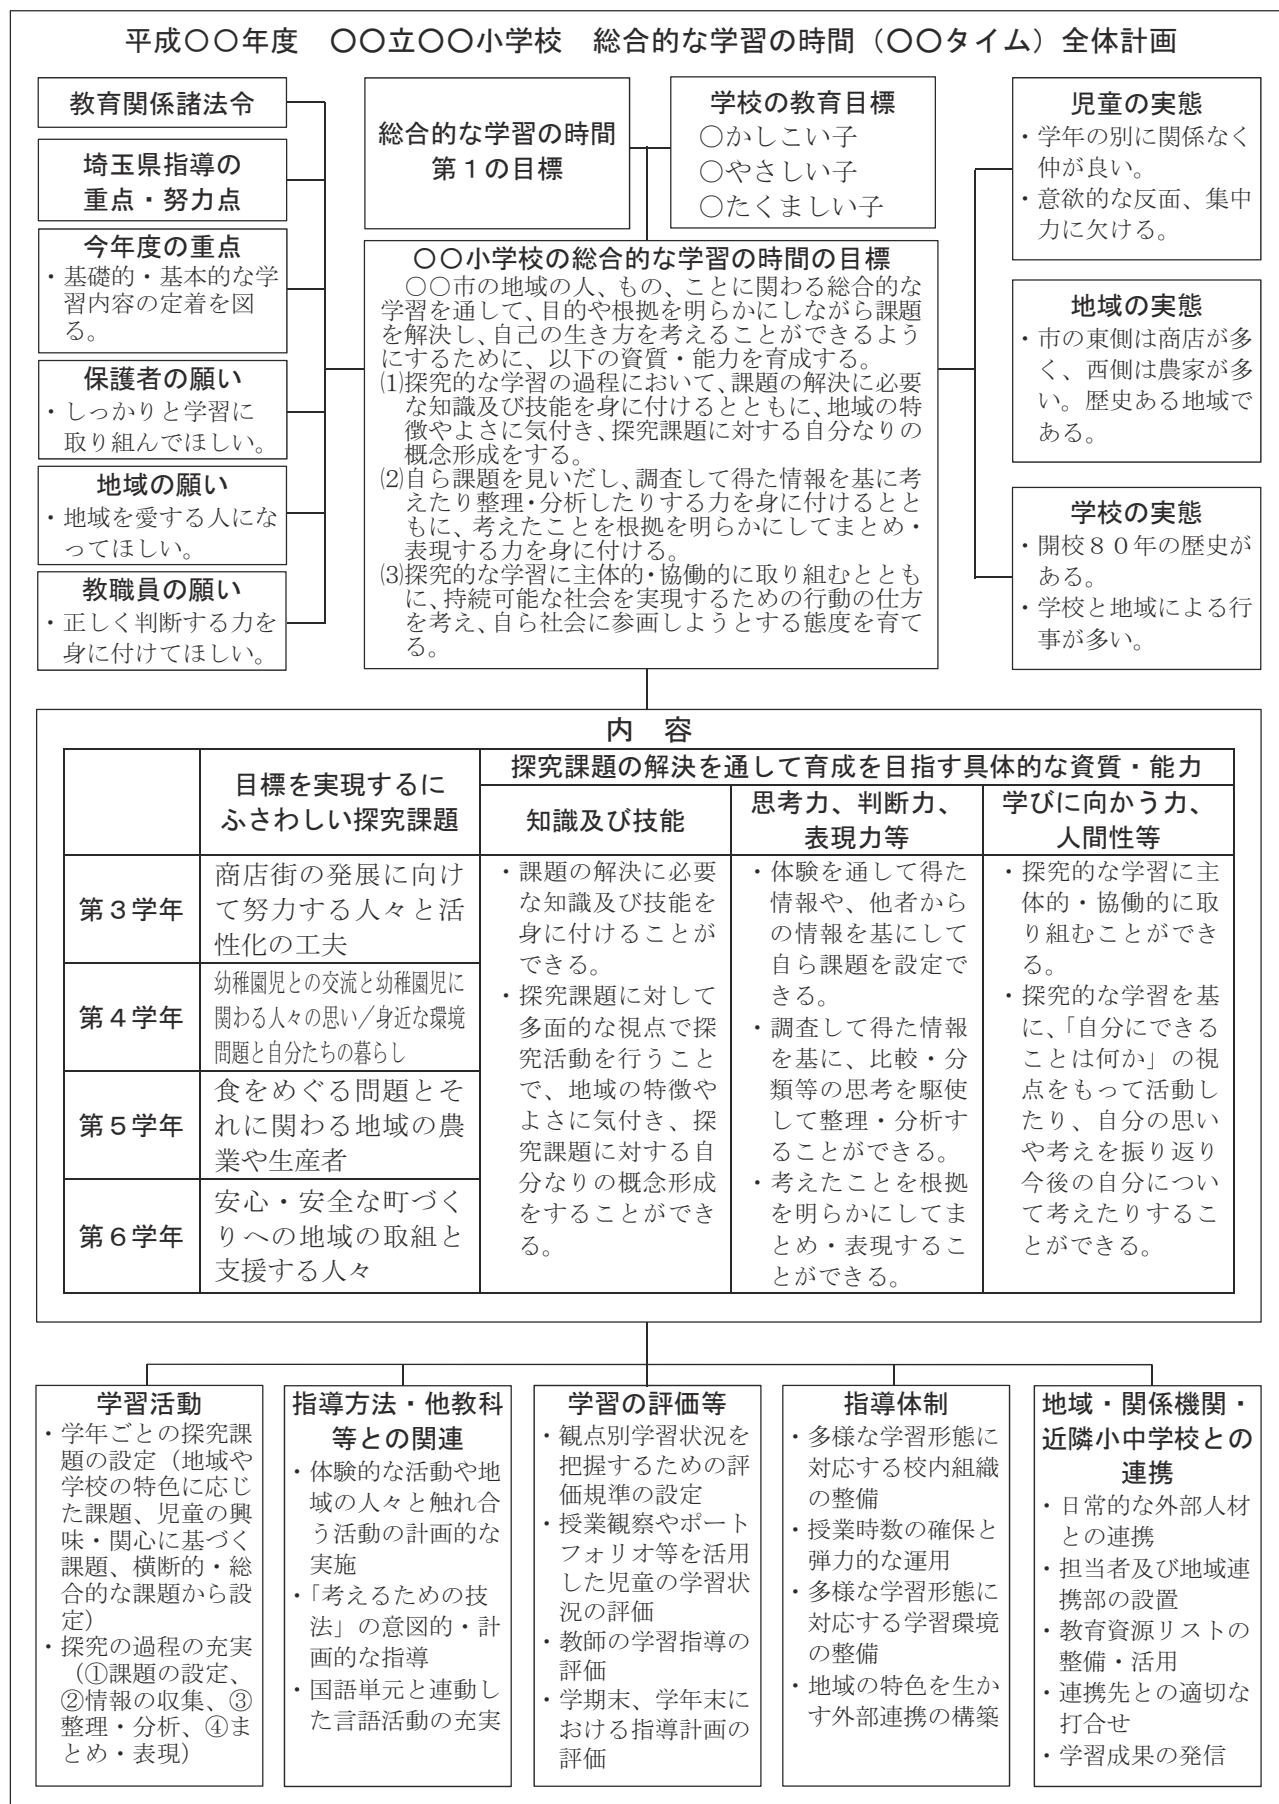 平成〇〇年度　〇〇立〇〇小学校　総合的な学習の時間（〇〇タイム）全体計画
教育関係諸法令
埼玉県指導の
重点・努力点
今年度の重点
・基礎的・基本的な学
習内容の定着を図
る。
保護者の願い
・しっかりと学習に
取り組んでほしい。
地域の願い
・地域を愛する人にな
ってほしい。
教職員の願い
・正しく判断する力を
身に付けてほしい。
総合的な学習の時間
第１の目標
学校の教育目標
〇かしこい子
〇やさしい子
〇たくましい子
〇〇小学校の総合的な学習の時間の目標
〇〇市の地域の人、もの、ことに関わる総合的な
学習を通して、目的や根拠を明らかにしながら課題
を解決し、自己の生き方を考えることができるよう
にするために、以下の資質・能力を育成する。
⑴探究的な学習の過程において、課題の解決に必要
な知識及び技能を身に付けるとともに、地域の特
徴やよさに気付き、探究課題に対する自分なりの
概念形成をする。
⑵自ら課題を見いだし、調査して得た情報を基に考
えたり整理・分析したりする力を身に付けるとと
もに、考えたことを根拠を明らかにしてまとめ・
表現する力を身に付ける。
⑶探究的な学習に主体的・協働的に取り組むととも
に、持続可能な社会を実現するための行動の仕方
を考え、自ら社会に参画しようとする態度を育て
る。
児童の実態
・学年の別に関係なく
仲が良い。
・意欲的な反面、集中
力に欠ける。
地域の実態
・市の東側は商店が多
く、西側は農家が多
い。歴史ある地域で
ある。
学校の実態
・開校８０年の歴史が
ある。
・学校と地域による行
事が多い。
内　容
目標を実現するに
ふさわしい探究課題
探究課題の解決を通して育成を目指す具体的な資質・能力
知識及び技能
思考力、判断力、
表現力等
学びに向かう力、
人間性等
第３学年
商店街の発展に向け
て努力する人々と活
性化の工夫
第４学年
幼稚園児との交流と幼稚園児に
関わる人々の思い／身近な環境
問題と自分たちの暮らし
第５学年
食をめぐる問題とそ
れに関わる地域の農
業や生産者
第６学年
安心・安全な町づく
りへの地域の取組と
支援する人々
・課題の解決に必要
な知識及び技能を
身に付けることが
できる。
・探究課題に対して
多面的な視点で探
究活動を行うこと
で、地域の特徴や
よさに気付き、探
究課題に対する自
分なりの概念形成
をすることができ
る。
・体験を通して得た
情報や、他者から
の情報を基にして
自ら課題を設定で
きる。
・調査して得た情報
を基に、比較・分
類等の思考を駆使
して整理・分析す
ることができる。
・考えたことを根拠
を明らかにしてま
とめ・表現するこ
とができる。
・探究的な学習に主
体的・協働的に取
り組むことができ
る。
・探究的な学習を基
に、「自分にできる
ことは何か」の視
点をもって活動し
たり、自分の思い
や考えを振り返り
今後の自分につい
て考えたりするこ
とができる。
学習活動
・学年ごとの探究課
題の設定（地域や
学校の特色に応じ
た課題、児童の興
味・関心に基づく
課題、横断的・総
合的な課題から設
定）
・探究の過程の充実
（①課題の設定、
②情報の収集、③
整理・分析、④ま
とめ・表現）
指導方法・他教科
等との関連
・体験的な活動や地
域の人々と触れ合
う活動の計画的な
実施
・「考えるための技
法」の意図的・計
画的な指導
・国語単元と連動し
た言語活動の充実
学習の評価等
・観点別学習状況を
把握するための評
価規準の設定
・授業観察やポート
フォリオ等を活用
した児童の学習状
況の評価
・教師の学習指導の
評価
・学期末、学年末に
おける指導計画の
評価
指導体制
・多様な学習形態に
対応する校内組織
の整備
・授業時数の確保と
弾力的な運用
・多様な学習形態に
対応する学習環境
の整備
・地域の特色を生か
す外部連携の構築
地域・関係機関・
近隣小中学校との
連携
・日常的な外部人材
との連携
・担当者及び地域連
携部の設置
・教育資源リストの
整備・活用
・連携先との適切な
打合せ
・学習成果の発信